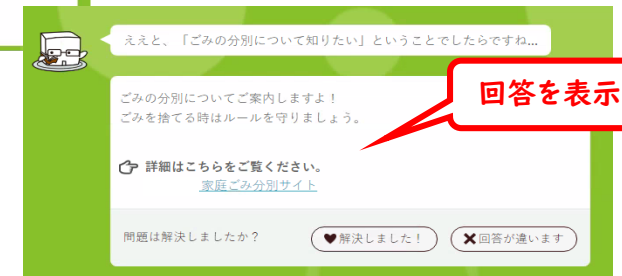 ええと、「ごみの分別について知りたい」ということでしたらですね...
回答を表示
ごみの分別についてご案内しますよ！
ごみを捨てる時はルールを守りましょう。
詳細はこちらをご覧ください。
家庭ごみ分別サイト
問題は解決しましたか？
解決しました！
回答が違います